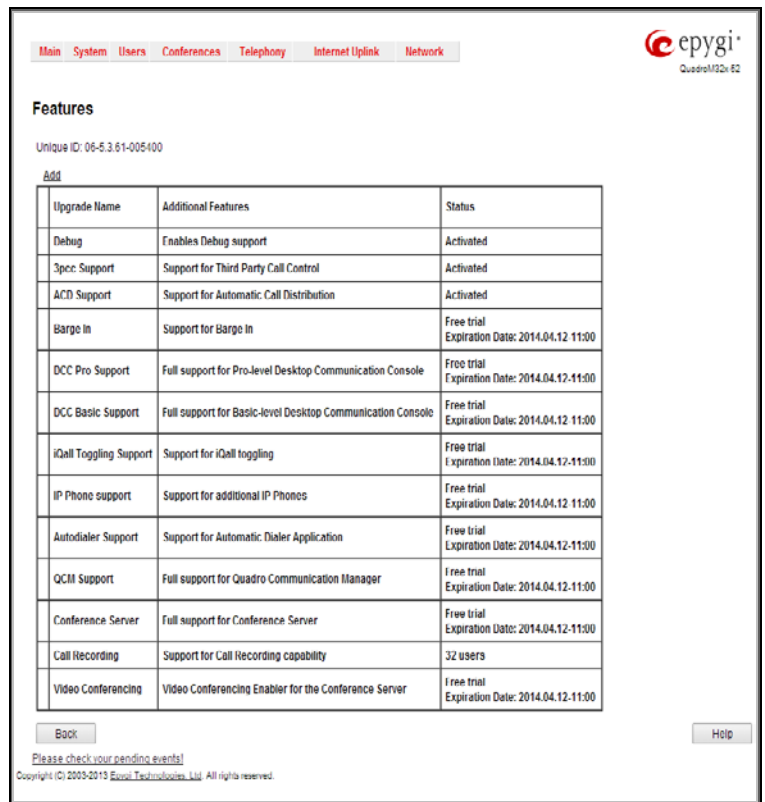 Main System Users Conferences Telephony Internet Uplink Network
epygi
QuadroM32x-52
Features
Unique ID: 06-5.3.61-005400
Add
Upgrade Name Additional Features Status
Debug Enables Debug support Activated
3pcc Support Support for Third Party Call Control Activated
ACD Support Support for Automatic Call Distribution Activated
Barge In Support for Barge In Free trial
Expiration Date: 2014.04.12-11:00
DCC Pro Support Full support for Pro-level Desktop Communication Console Free trial
Expiration Date: 2014.04.12-11:00
DCC Basic Support Full support for Basic-level Desktop Communication Console Free trial
Expiration Date: 2014.04.12-11:00
iQall Toggling Support Support for iQall toggling Free trial
Expiration Date: 2014.04.12-11:00
IP Phone support Support for additional IP Phones Free trial
Expiration Date: 2014.04.12-11:00
Autodialer Support Support for Automatic Dialer Application Free trial
Expiration Date: 2014.04.12-11:00
QCM Support Full support for Quadro Communication Manager Free trial
Expiration Date: 2014.04.12-11:00
Conference Server Full support for Conference Server Free trial
Expiration Date: 2014.04.12-11:00
Call Recording Support for Call Recording capability 32 users
Video Conferencing Video Conferencing Enabler for the Conference Server Free trial
Expiration Date: 2014.04.12-11:00
Back Help
Please check your pending events!
Copyright (C) 2003-2013 Epygi Technologies, Ltd. All rights reserved.